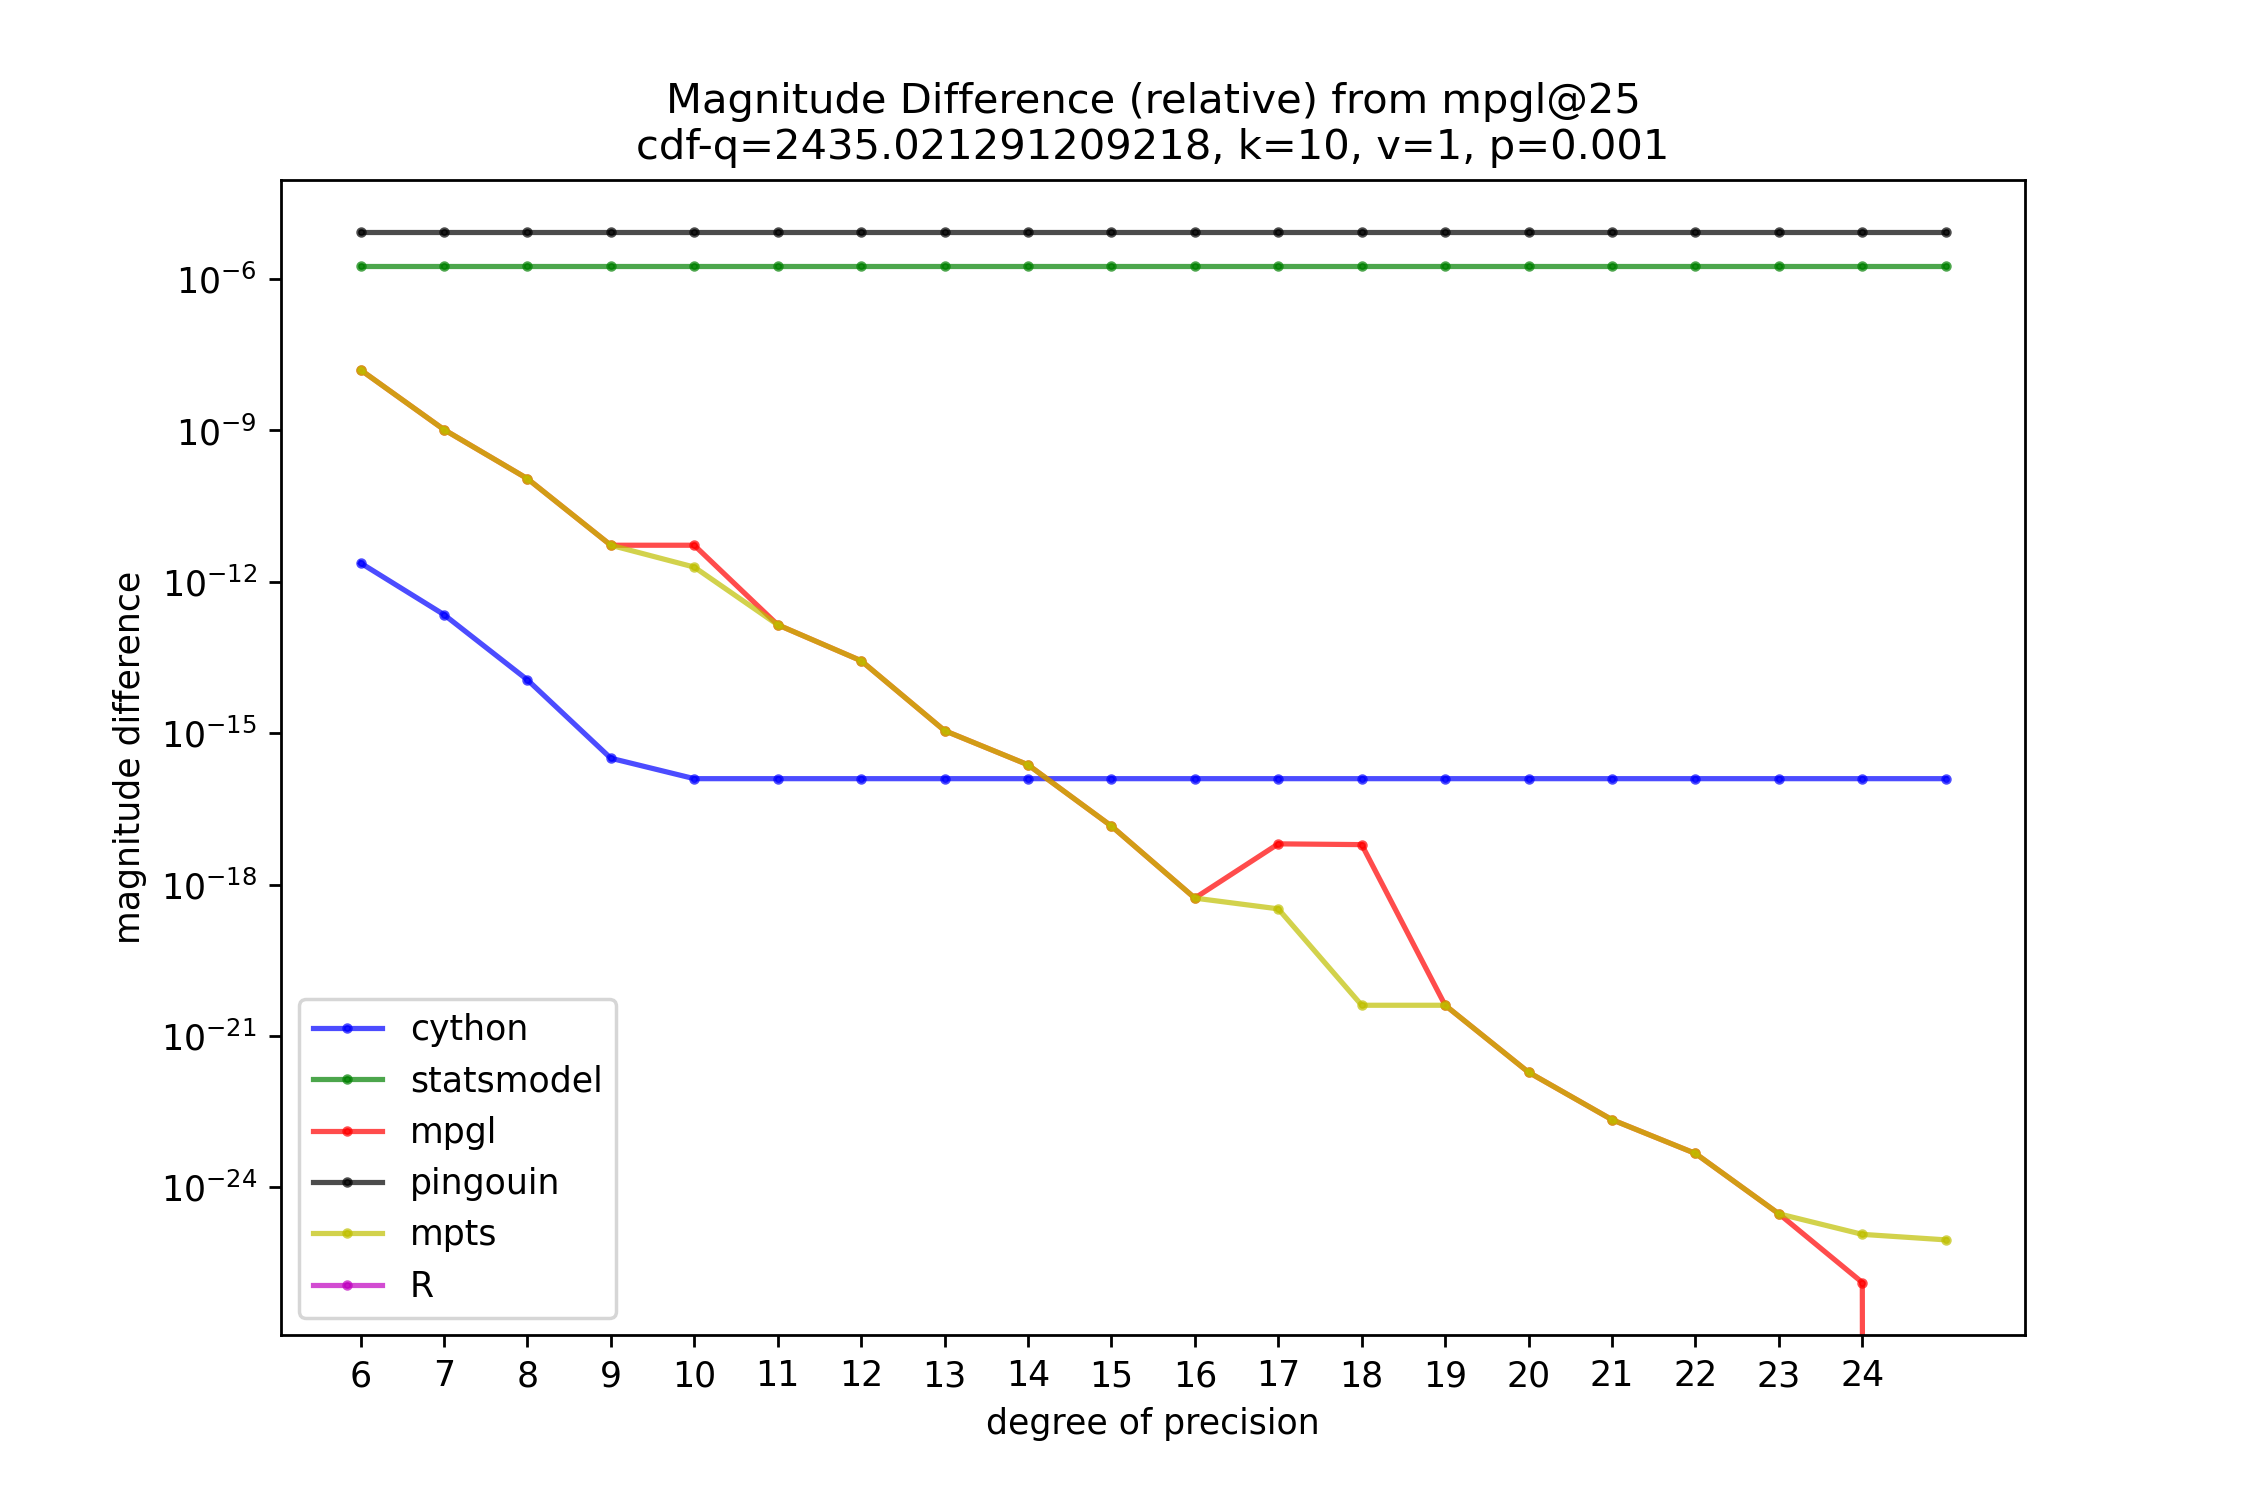 Magnitude Difference (relative) from mpgl@25
cdf-q=2435.021291209218, k=10, v=1, p=0.001
magnitude difference
10⁻⁶
10⁻⁹
10⁻¹²
10⁻¹⁵
10⁻¹⁸
10⁻²¹
10⁻²⁴
cython
statsmodel
mpgl
pingouin
mpts
R
6 7 8 9 10 11 12 13 14 15 16 17 18 19 20 21 22 23 24
degree of precision